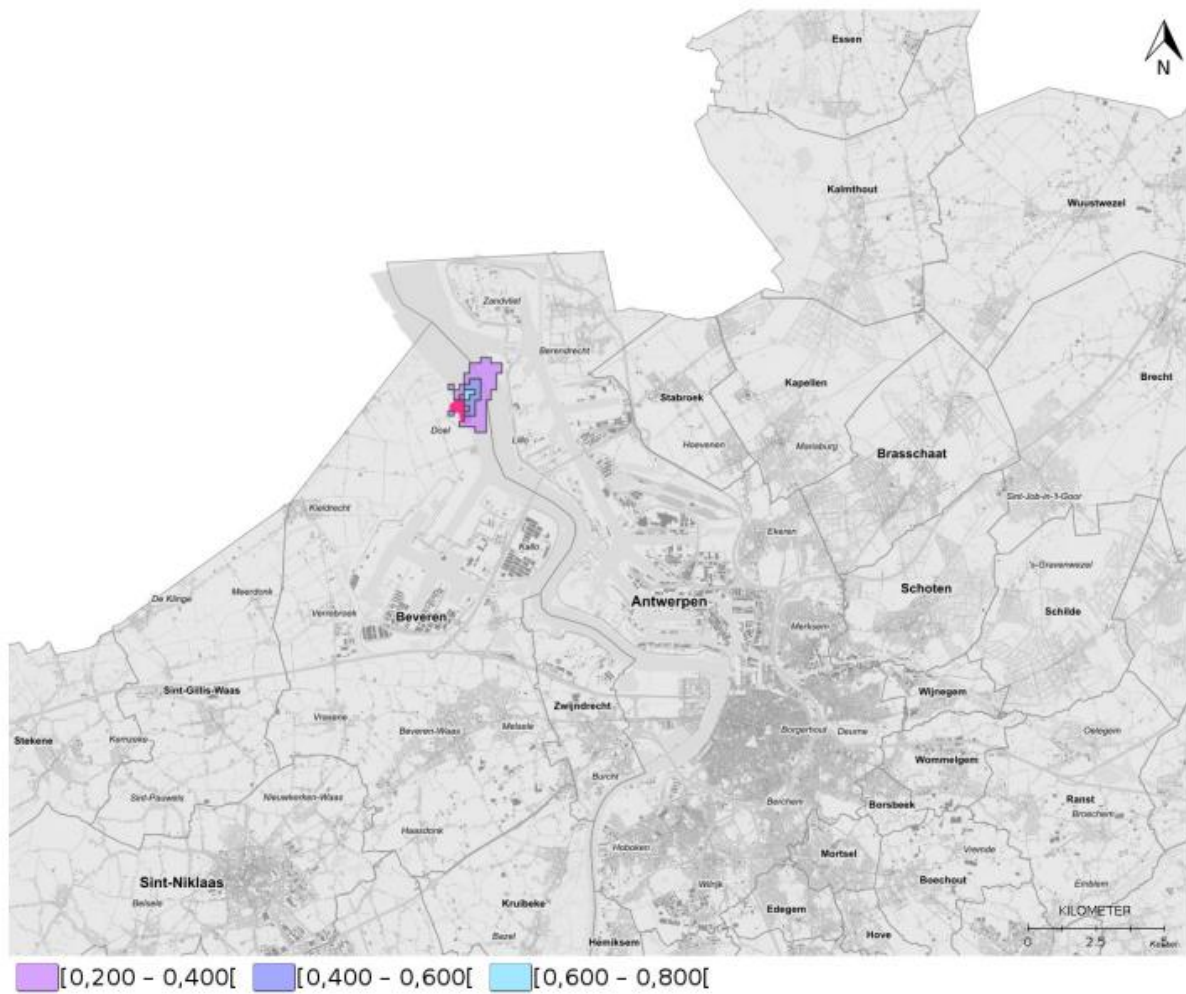 Essen
N
Kalmthout
Wuustwezel
Zandvliet
Berendrecht
Brecht
Kapellen
Stabroek
Doel
Lillo
Hoevenen
Mariaburg
Brasschaat
Sint-Job-in-'t-Goor
Kieldrecht
Ekeren
Kallo
's-Gravenwezel
De Klinge
Meerdonk
Schoten
Antwerpen
Verrebroek
Beveren
Schilde
Merksem
Sint-Gillis-Waas
Wijnegem
Zwijndrecht
Vrasene
Melsele
Beveren-Waas
Borgerhout
Deurne
Oelegem
Stekene
Kemzeke
Wommelgem
Burcht
Sint-Pauwels
Nieuwkerken-Waas
Berchem
Borsbeek
Ranst
Broechem
Haasdonk
Hoboken
Mortsel
Vremde
Sint-Niklaas
Wilrijk
Boechout
Emblem
Belsele
Kruibeke
Edegem
KILOMETER
Bazel
Hemiksem
Hove
0 2.5 5
[0,200 – 0,400[ [0,400 – 0,600[ [0,600 – 0,800[